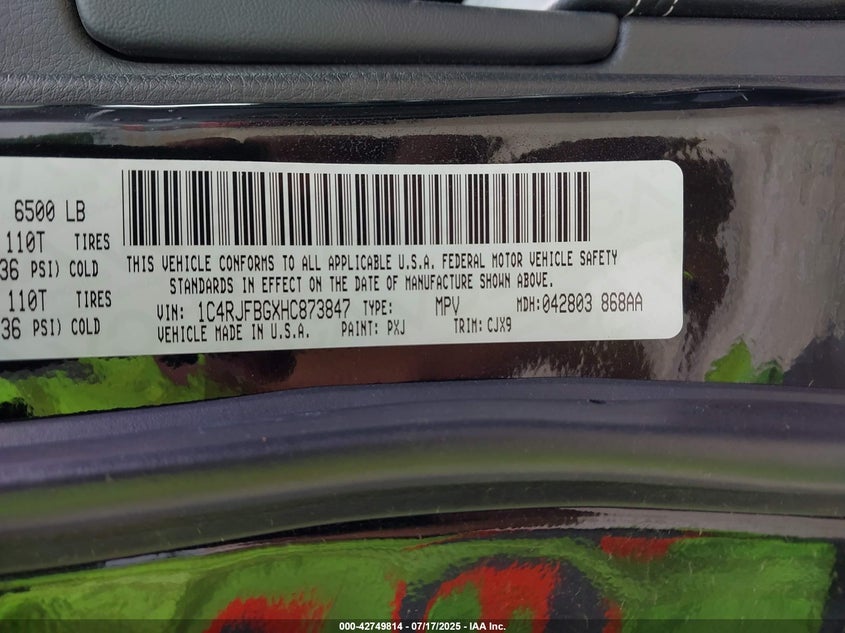 6500 LB
110T TIRES
36 PSI) COLD
110T TIRES
36 PSI) COLD
THIS VEHICLE CONFORMS TO ALL APPLICABLE U.S.A. FEDERAL MOTOR VEHICLE SAFETY
STANDARDS IN EFFECT ON THE DATE OF MANUFACTURE SHOWN ABOVE.
VIN: 1C4RJFBGXHC873847 TYPE: MPV MDH: 042803 868AA
VEHICLE MADE IN U.S.A. PAINT: PXJ TRIM: CJX9
000-42749814 - 07/17/2025 - IAA Inc.